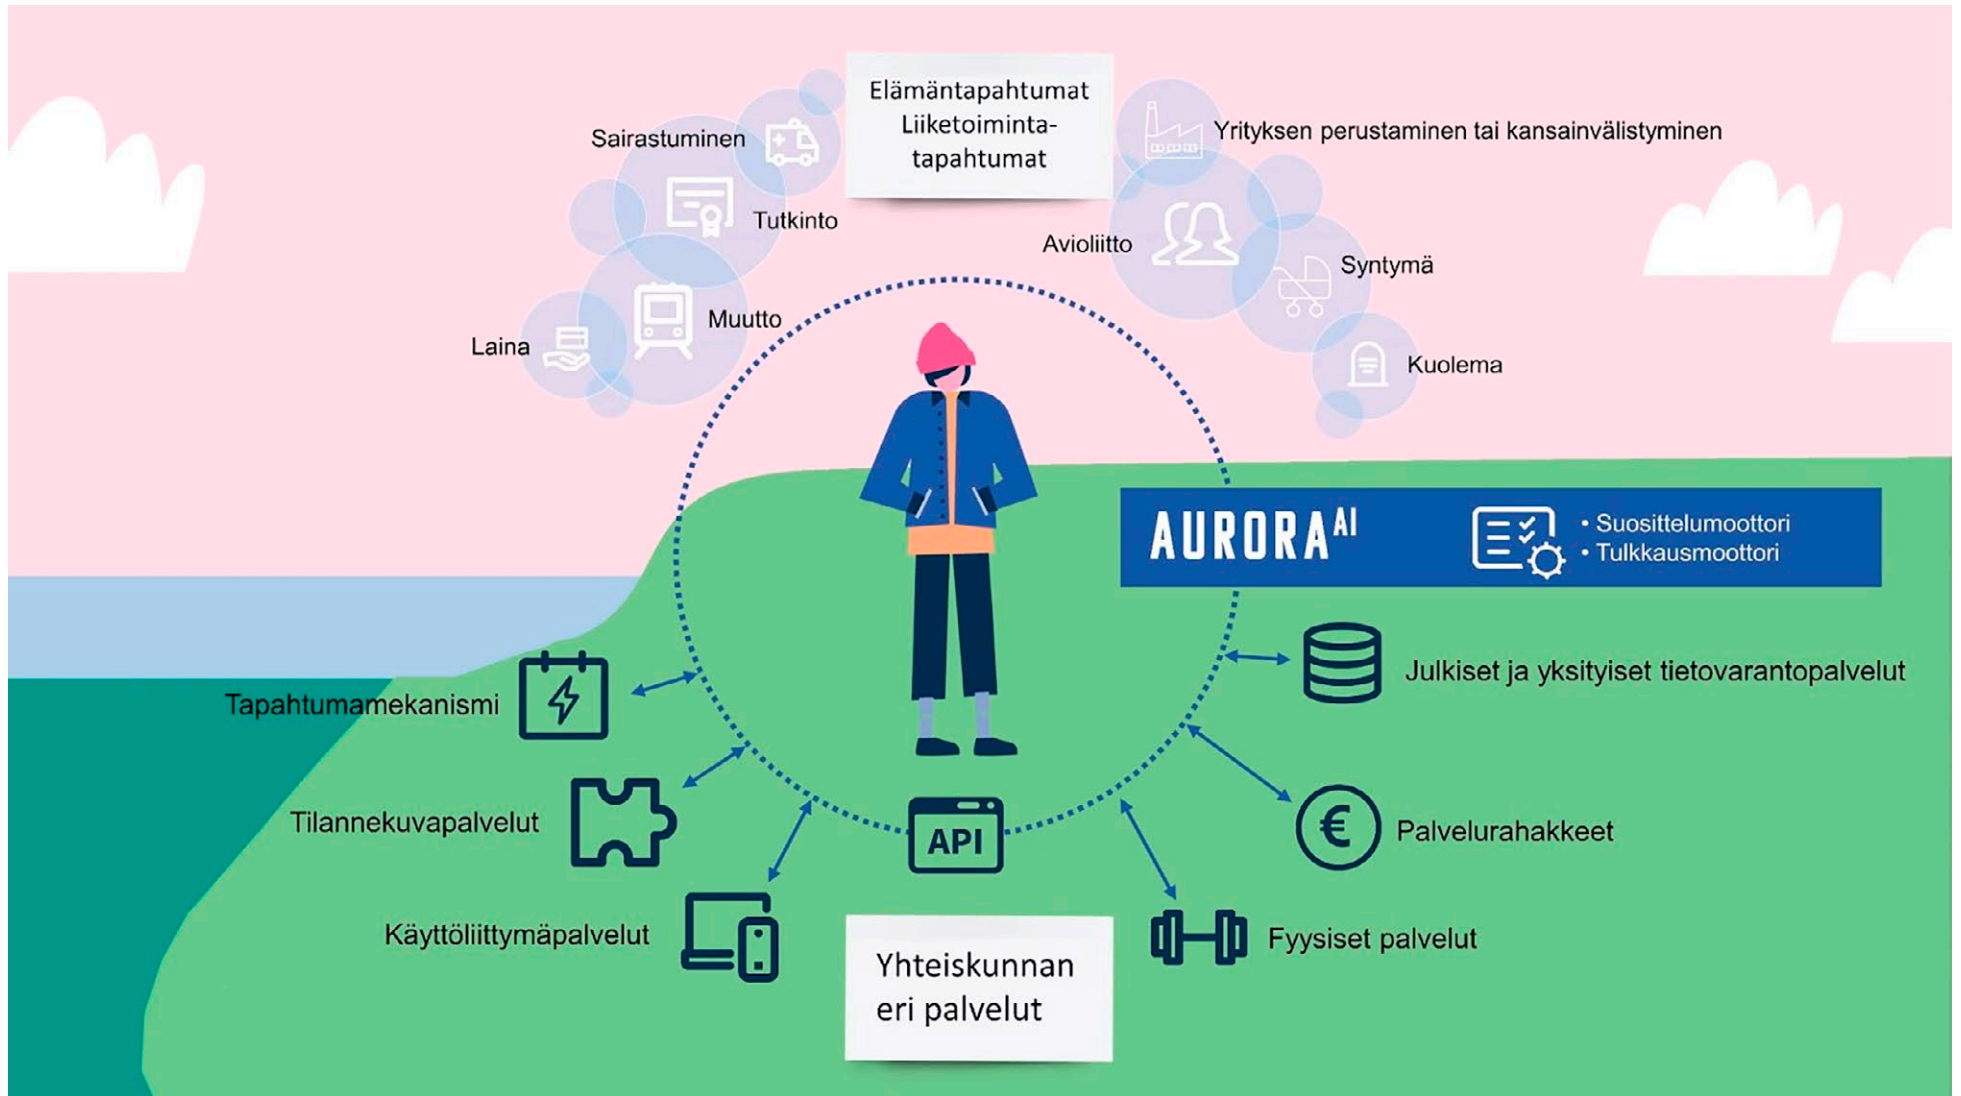 Elämäntapahtumat
Liiketoiminta-
tapahtumat
Sairastuminen
Tutkinto
Muutto
Laina
Yrityksen perustaminen tai kansainvälistyminen
Avioliitto
Syntymä
Kuolema
AURORA AI
• Suosittelumoottori
• Tulkkausmoottori
Tapahtumamekanismi
Tilannekuvapalvelut
Käyttöliittymäpalvelut
API
Julkiset ja yksityiset tietovarantopalvelut
€
Palvelurahakkeet
Fyysiset palvelut
Yhteiskunnan
eri palvelut